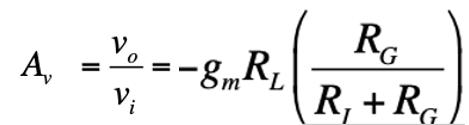 A_v = v_o / v_i = −g_m R_L ( R_G / (R_I + R_G) )